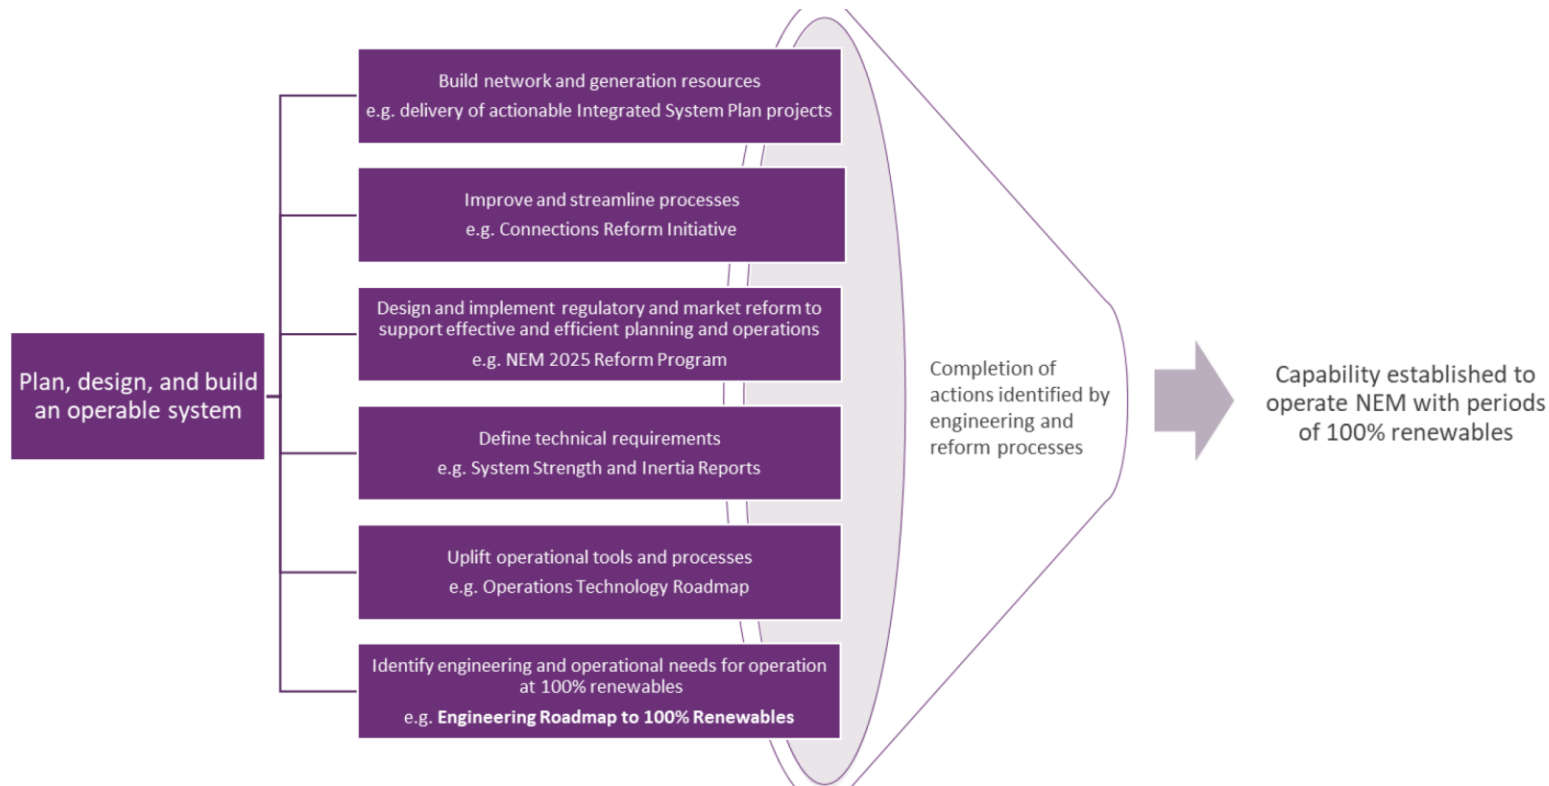 Plan, design, and build
an operable system
Build network and generation resources
e.g. delivery of actionable Integrated System Plan projects
Improve and streamline processes
e.g. Connections Reform Initiative
Design and implement regulatory and market reform to
support effective and efficient planning and operations
e.g. NEM 2025 Reform Program
Define technical requirements
e.g. System Strength and Inertia Reports
Uplift operational tools and processes
e.g. Operations Technology Roadmap
Identify engineering and operational needs for operation
at 100% renewables
e.g. Engineering Roadmap to 100% Renewables
Completion of
actions identified by
engineering and
reform processes
Capability established to
operate NEM with periods
of 100% renewables